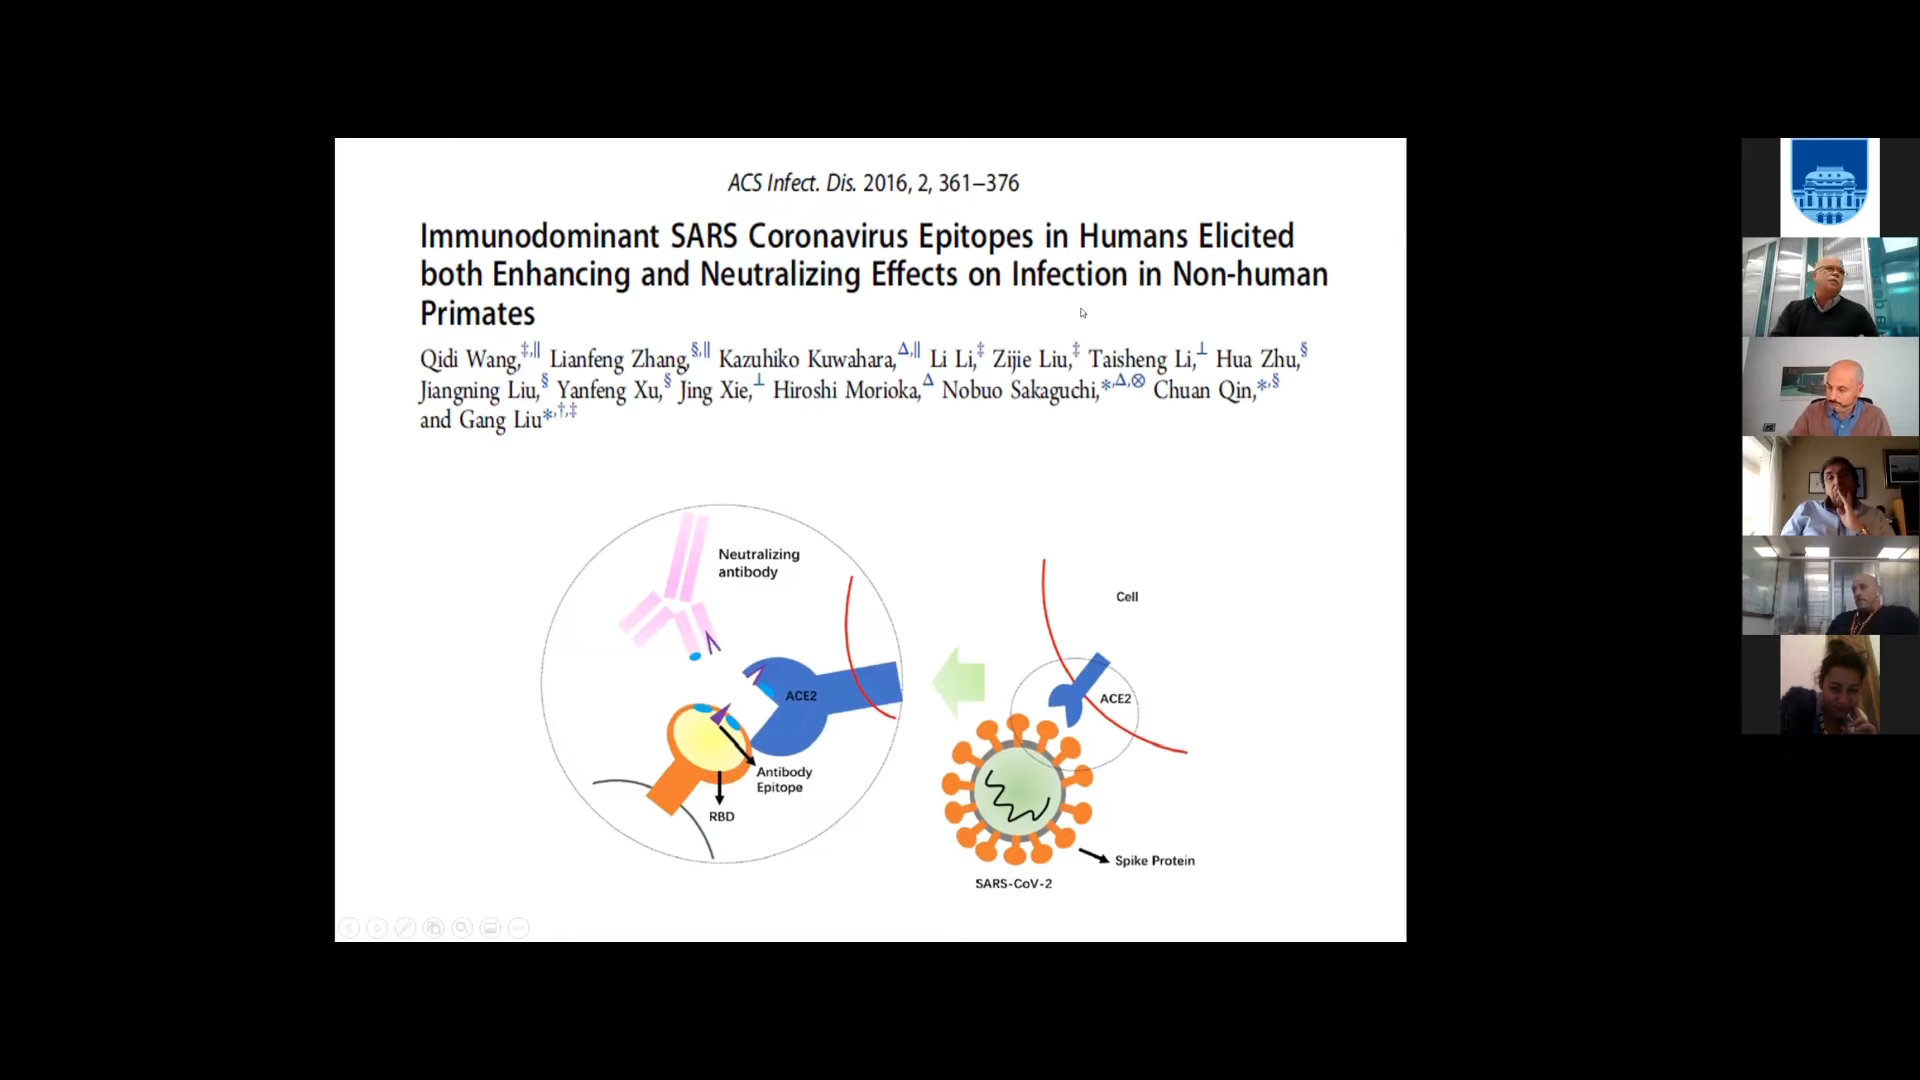 ACS Infect. Dis. 2016, 2, 361−376
Immunodominant SARS Coronavirus Epitopes in Humans Elicited
both Enhancing and Neutralizing Effects on Infection in Non-human
Primates
Qidi Wang,‡,∥ Lianfeng Zhang,§,∥ Kazuhiko Kuwahara,Δ,∥ Li Li,‡ Zijie Liu,‡ Taisheng Li,⊥ Hua Zhu,§
Jiangning Liu,§ Yanfeng Xu,§ Jing Xie,⊥ Hiroshi Morioka,Δ Nobuo Sakaguchi,*,Δ,⊗ Chuan Qin,*,§
and Gang Liu*,†,‡
Neutralizing
antibody
ACE2
Antibody
Epitope
RBD
Cell
ACE2
Spike Protein
SARS-CoV-2